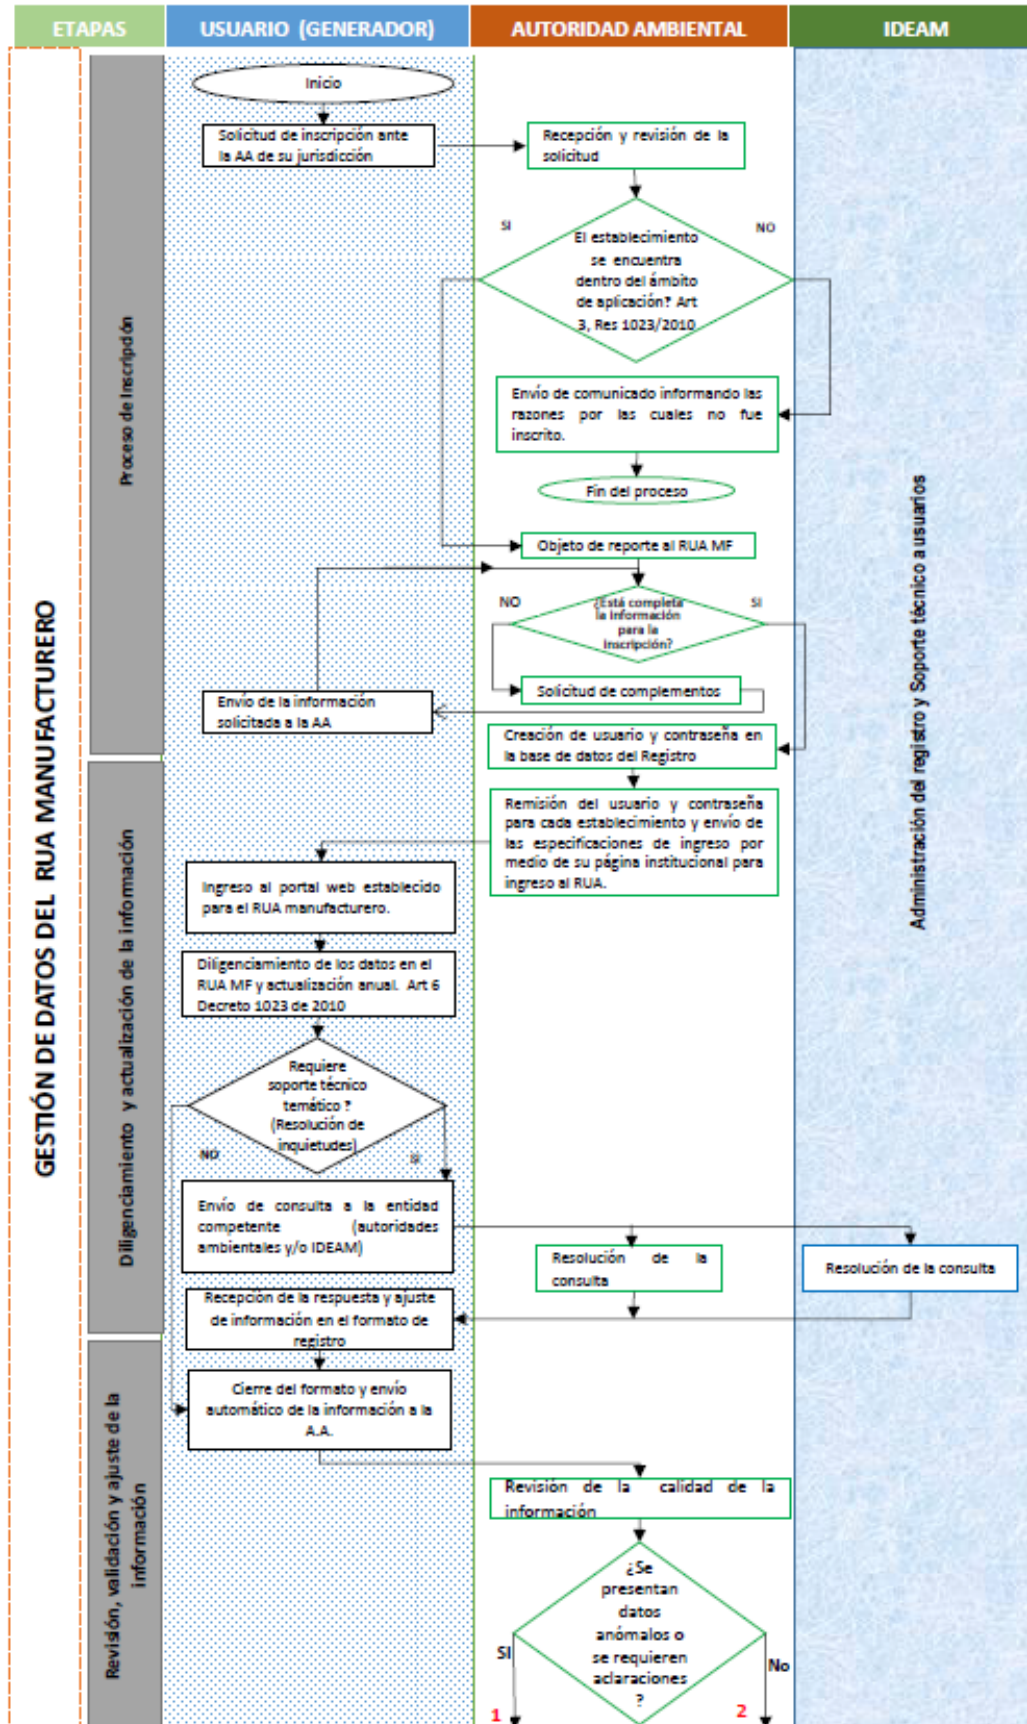 ETAPAS
USUARIO (GENERADOR)
AUTORIDAD AMBIENTAL
IDEAM
GESTIÓN DE DATOS DEL RUA MANUFACTURERO
Proceso de Inscripción
Inicio
Solicitud de inscripción ante
la AA de su jurisdicción
Recepción y revisión de la
solicitud
SI
NO
El establecimiento
se encuentra
dentro del ámbito
de aplicación? Art
3, Res 1023/2010
Envío de comunicado informando las
razones por las cuales no fue
inscrito.
Fin del proceso
Objeto de reporte al RUA MF
NO
SI
¿Está completa
la información
para la
inscripción?
Solicitud de complementos
Envío de la información
solicitada a la AA
Creación de usuario y contraseña en
la base de datos del Registro
Administración del registro y Soporte técnico a usuarios
Diligenciamiento y actualización de la información
Remisión del usuario y contraseña
para cada establecimiento y envío de
las especificaciones de ingreso por
medio de su página institucional para
ingreso al RUA.
Ingreso al portal web establecido
para el RUA manufacturero.
Diligenciamiento de los datos en el
RUA MF y actualización anual. Art 6
Decreto 1023 de 2010
Requiere
soporte técnico
temático ?
(Resolución de
inquietudes)
NO
SI
Envío de consulta a la entidad
competente (autoridades
ambientales y/o IDEAM)
Resolución de la
consulta
Resolución de la consulta
Recepción de la respuesta y ajuste
de información en el formato de
registro
Revisión, validación y ajuste de la
información
Cierre del formato y envío
automático de la información a la
A.A.
Revisión de la calidad de la
información
¿Se
presentan
datos
anómalos o
se requieren
aclaraciones
?
SI
No
1
2